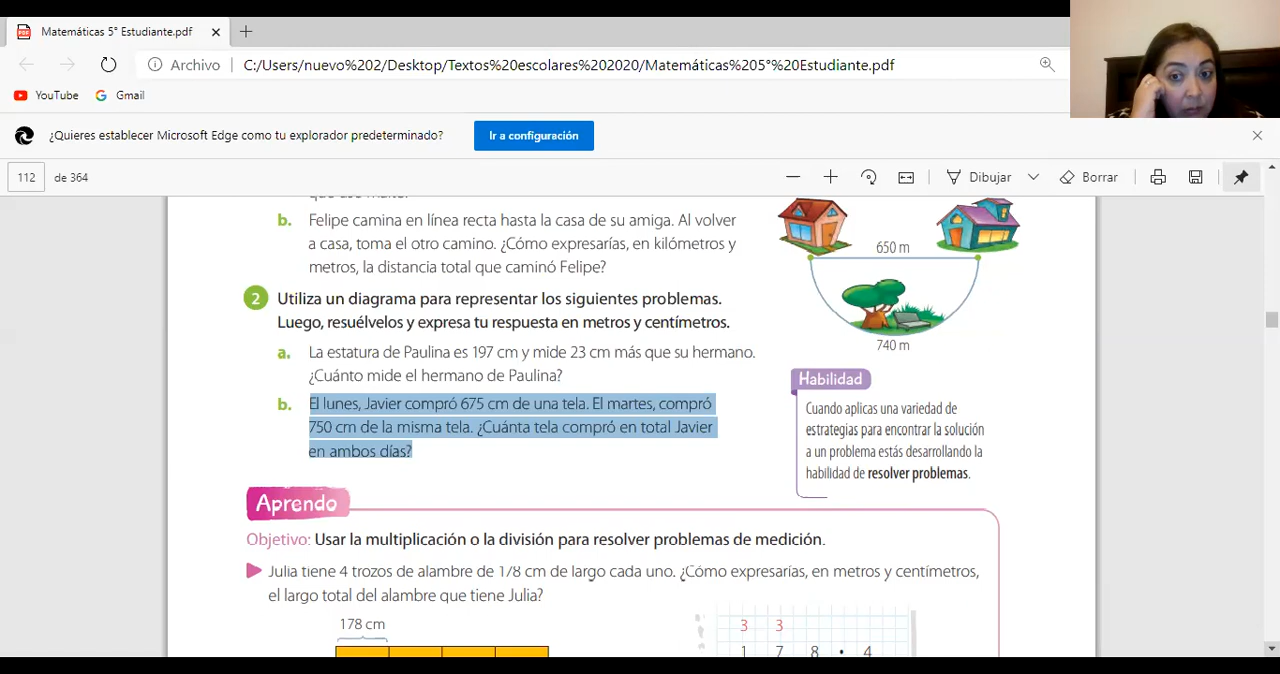 Matemáticas 5° Estudiante.pdf
Archivo C:/Users/nuevo%202/Desktop/Textos%20escolares%202020/Matemáticas%205°%20Estudiante.pdf
YouTube Gmail
¿Quieres establecer Microsoft Edge como tu explorador predeterminado? Ir a configuración
112 de 364 Dibujar Borrar
b. Felipe camina en línea recta hasta la casa de su amiga. Al volver
a casa, toma el otro camino. ¿Cómo expresarías, en kilómetros y
metros, la distancia total que caminó Felipe?
650 m
740 m
2 Utiliza un diagrama para representar los siguientes problemas.
Luego, resuélvelos y expresa tu respuesta en metros y centímetros.
a. La estatura de Paulina es 197 cm y mide 23 cm más que su hermano.
¿Cuánto mide el hermano de Paulina?
b. El lunes, Javier compró 675 cm de una tela. El martes, compró
750 cm de la misma tela. ¿Cuánta tela compró en total Javier
en ambos días?
Habilidad
Cuando aplicas una variedad de
estrategias para encontrar la solución
a un problema estás desarrollando la
habilidad de resolver problemas.
Aprendo
Objetivo: Usar la multiplicación o la división para resolver problemas de medición.
Julia tiene 4 trozos de alambre de 178 cm de largo cada uno. ¿Cómo expresarías, en metros y centímetros,
el largo total del alambre que tiene Julia?
178 cm
3 3
1 7 8 · 4